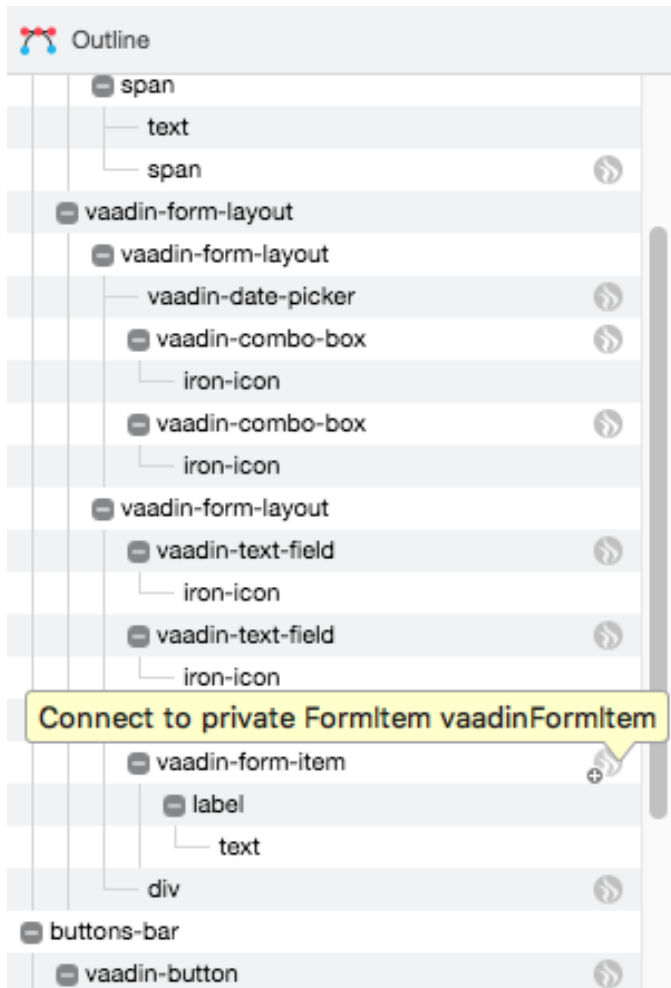 Outline
span
text
span
vaadin-form-layout
vaadin-form-layout
vaadin-date-picker
vaadin-combo-box
iron-icon
vaadin-combo-box
iron-icon
vaadin-form-layout
vaadin-text-field
iron-icon
vaadin-text-field
iron-icon
Connect to private FormItem vaadinFormItem
vaadin-form-item
label
text
div
buttons-bar
vaadin-button